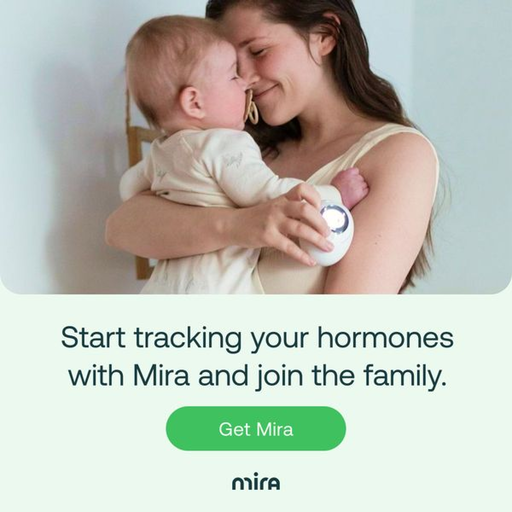 Start tracking your hormones
with Mira and join the family.
Get Mira
mira